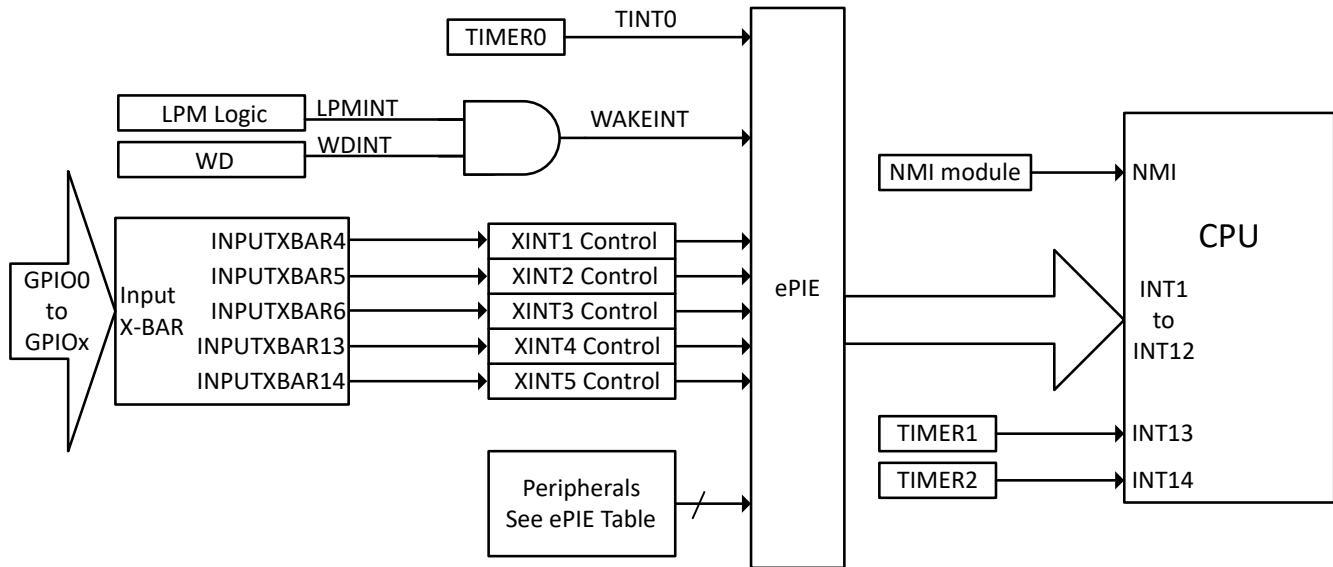 TIMER0
TINT0
LPM Logic
LPMINT
WD
WDINT
WAKEINT
GPIO0
to
GPIOx
Input
X-BAR
INPUTXBAR4
INPUTXBAR5
INPUTXBAR6
INPUTXBAR13
INPUTXBAR14
XINT1 Control
XINT2 Control
XINT3 Control
XINT4 Control
XINT5 Control
Peripherals
See ePIE Table
ePIE
NMI module
NMI
CPU
INT1
to
INT12
TIMER1
INT13
TIMER2
INT14